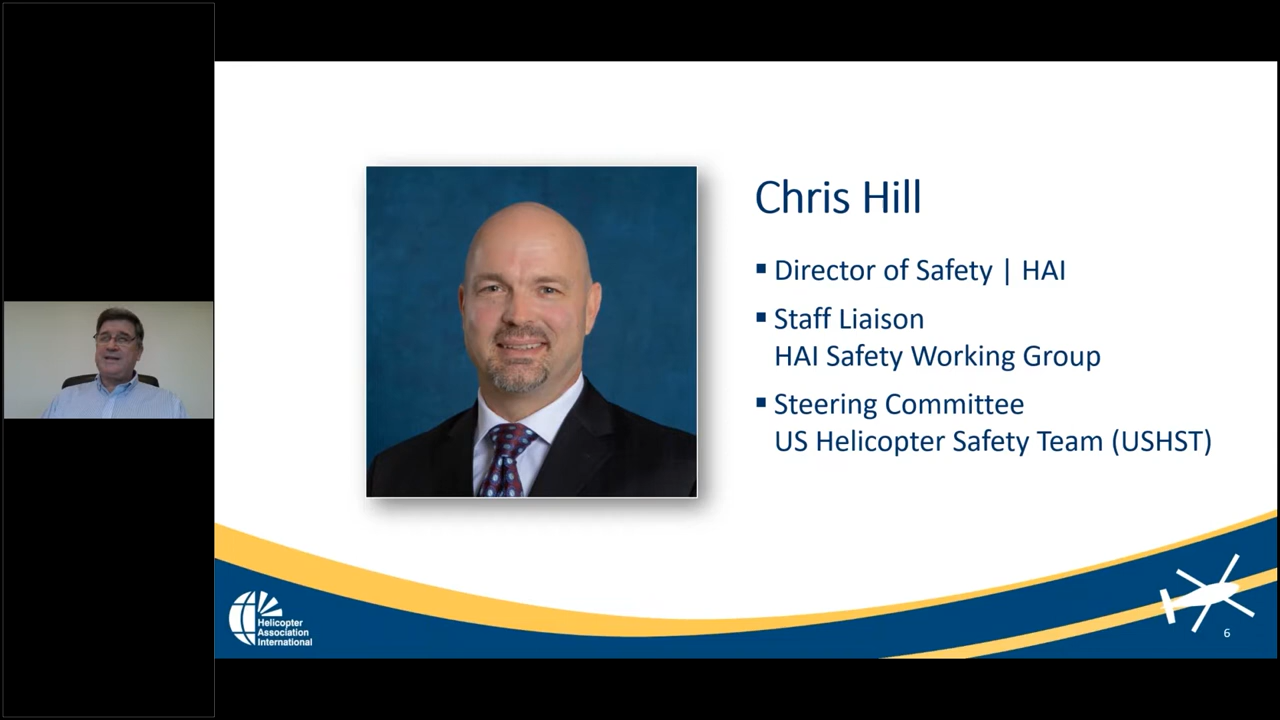 Chris Hill
▪ Director of Safety | HAI
▪ Staff Liaison
HAI Safety Working Group
▪ Steering Committee
US Helicopter Safety Team (USHST)
Helicopter
Association
International
6